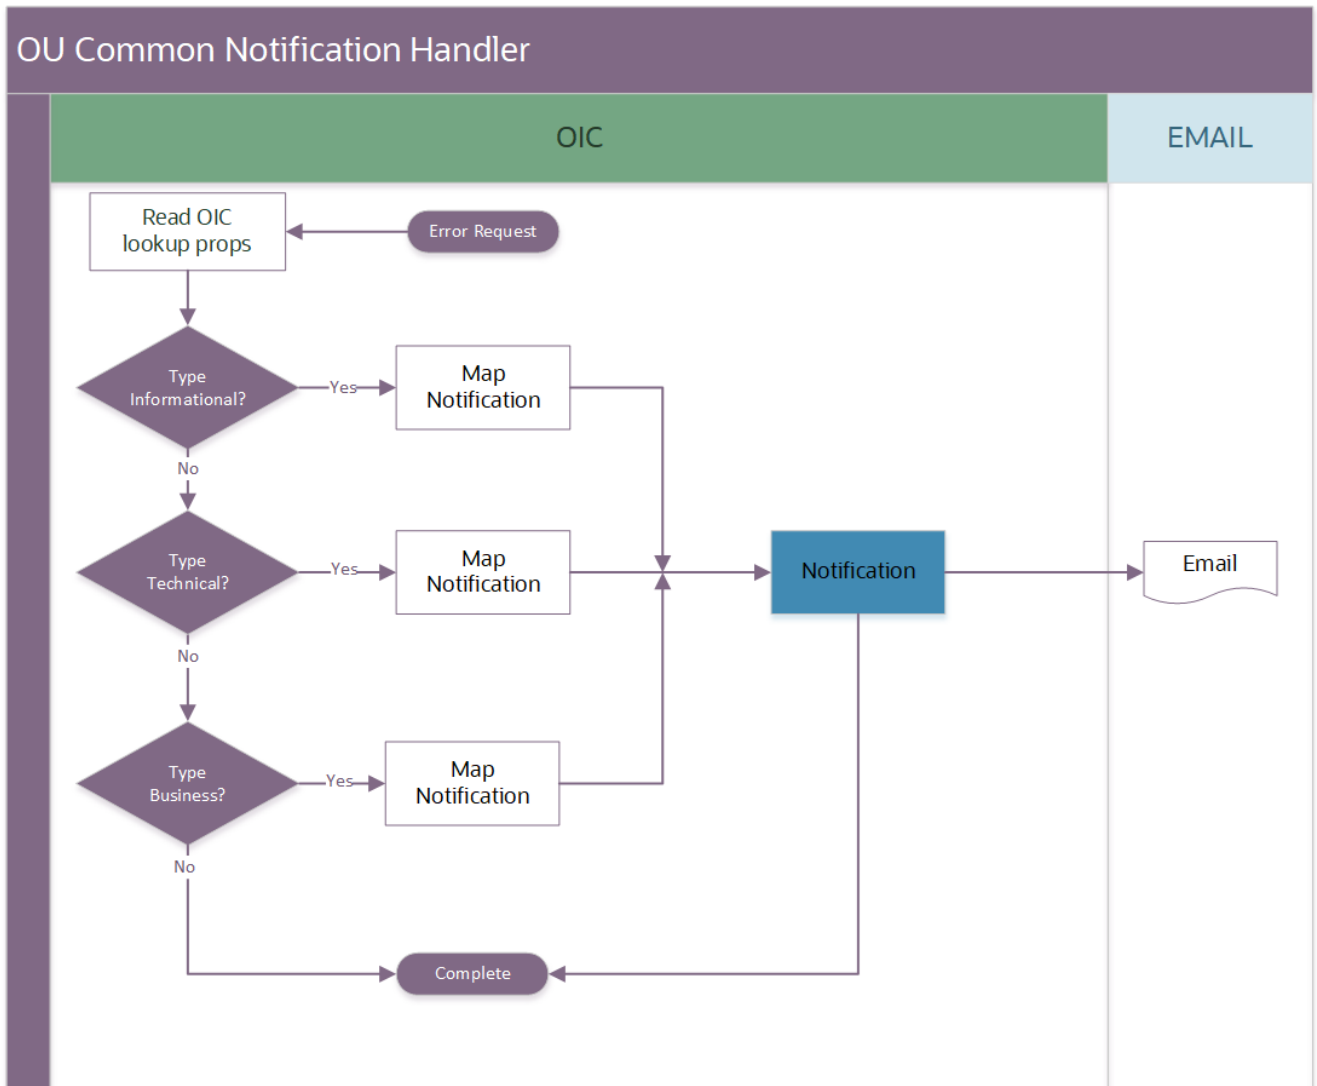 OU Common Notification Handler
OIC
EMAIL
Read OIC
lookup props
Error Request
Type
Informational?
Yes
Map
Notification
No
Type
Technical?
Yes
Map
Notification
Notification
Email
No
Type
Business?
Yes
Map
Notification
No
Complete